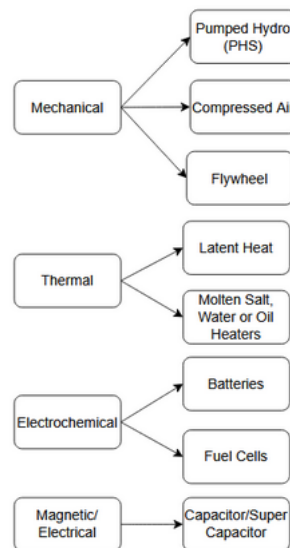 Pumped Hydro
(PHS)
Mechanical
Compressed Air
Flywheel
Latent Heat
Thermal
Molten Salt,
Water or Oil
Heaters
Batteries
Electrochemical
Fuel Cells
Magnetic/
Electrical
Capacitor/Super
Capacitor